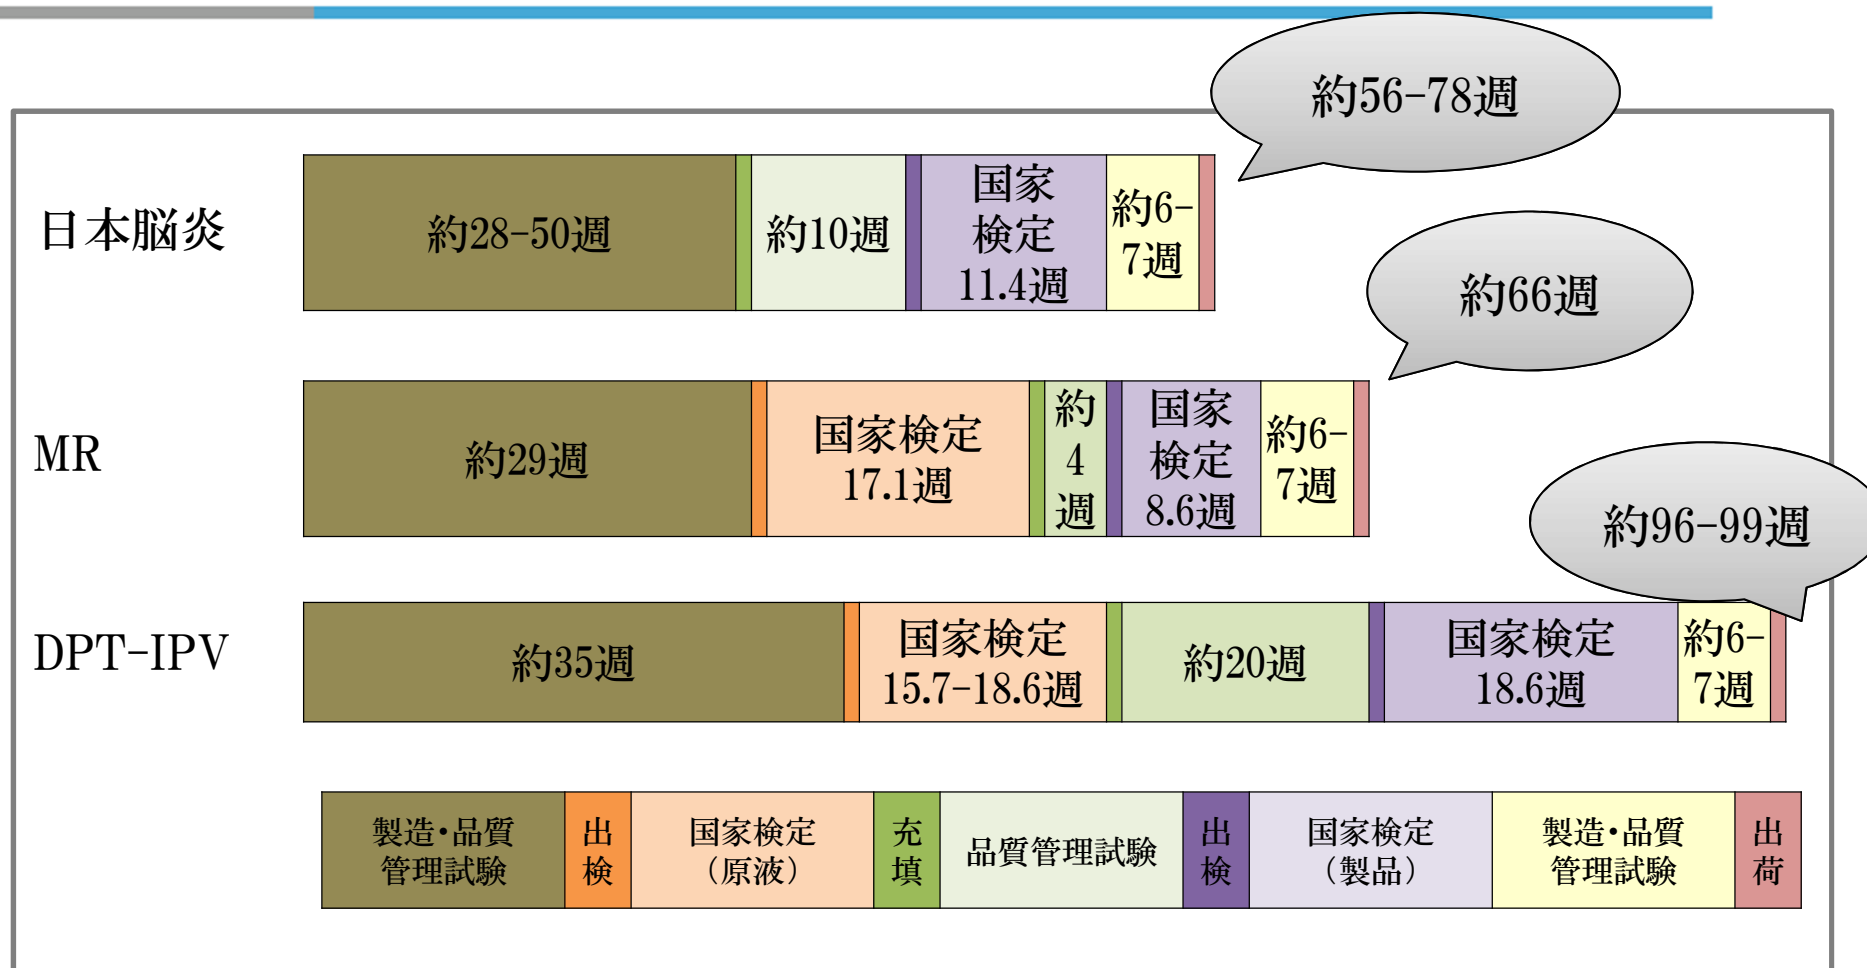 約56-78週
日本脳炎
約28-50週
約10週
国家
検定
11.4週
約6-
7週
約66週
MR
約29週
国家検定
17.1週
約
4
週
国家
検定
8.6週
約6-
7週
約96-99週
DPT-IPV
約35週
国家検定
15.7-18.6週
約20週
国家検定
18.6週
約6-
7週
製造・品質
管理試験
出
検
国家検定
（原液）
充
填
品質管理試験
出
検
国家検定
（製品）
製造・品質
管理試験
出
荷